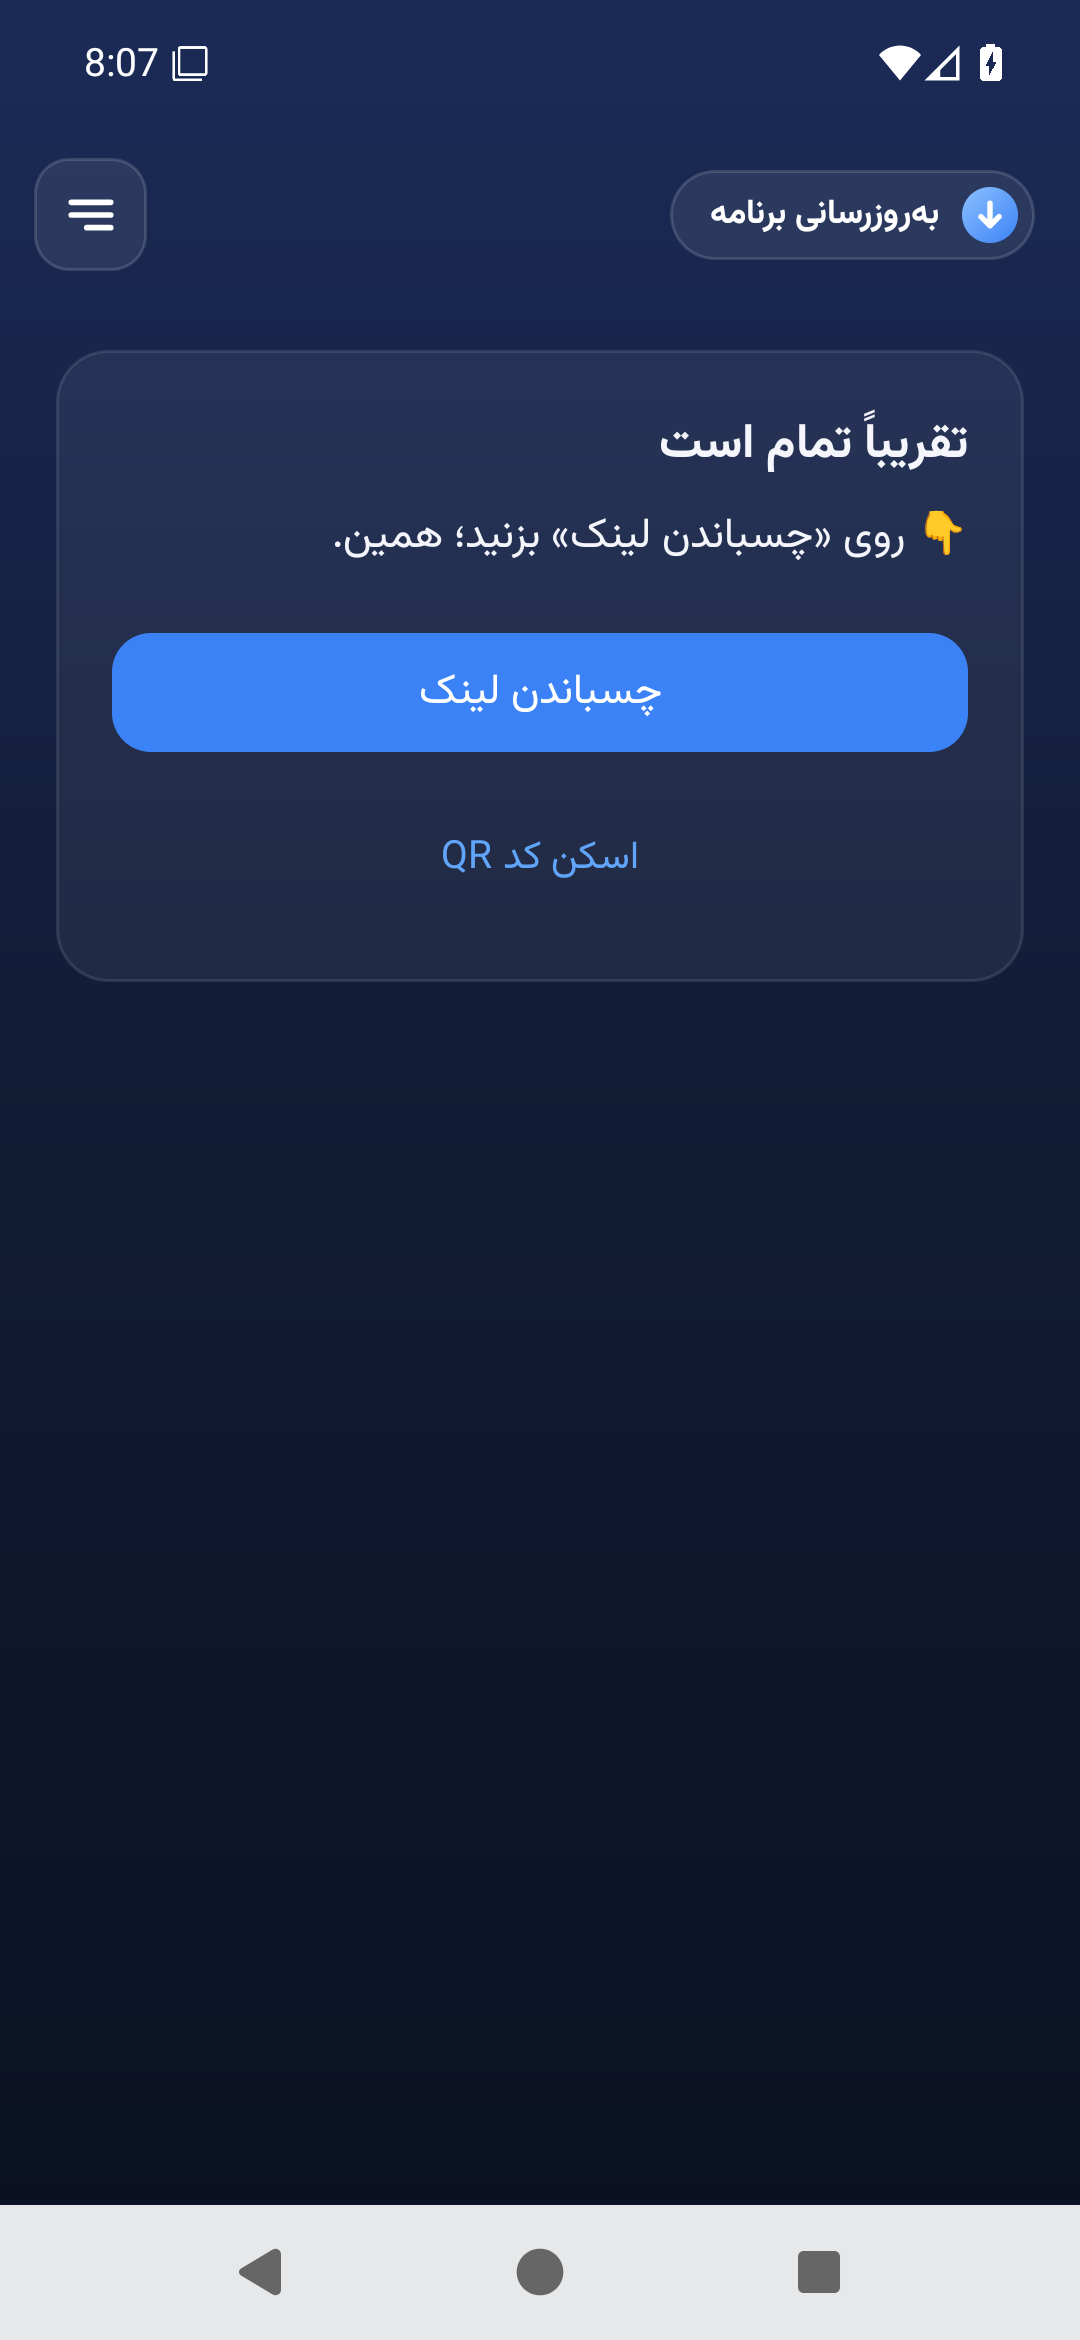 8:07
به‌روزرسانی برنامه
تقریباً تمام است
👇 روی «چسباندن لینک» بزنید؛ همین.
چسباندن لینک
اسکن کد QR